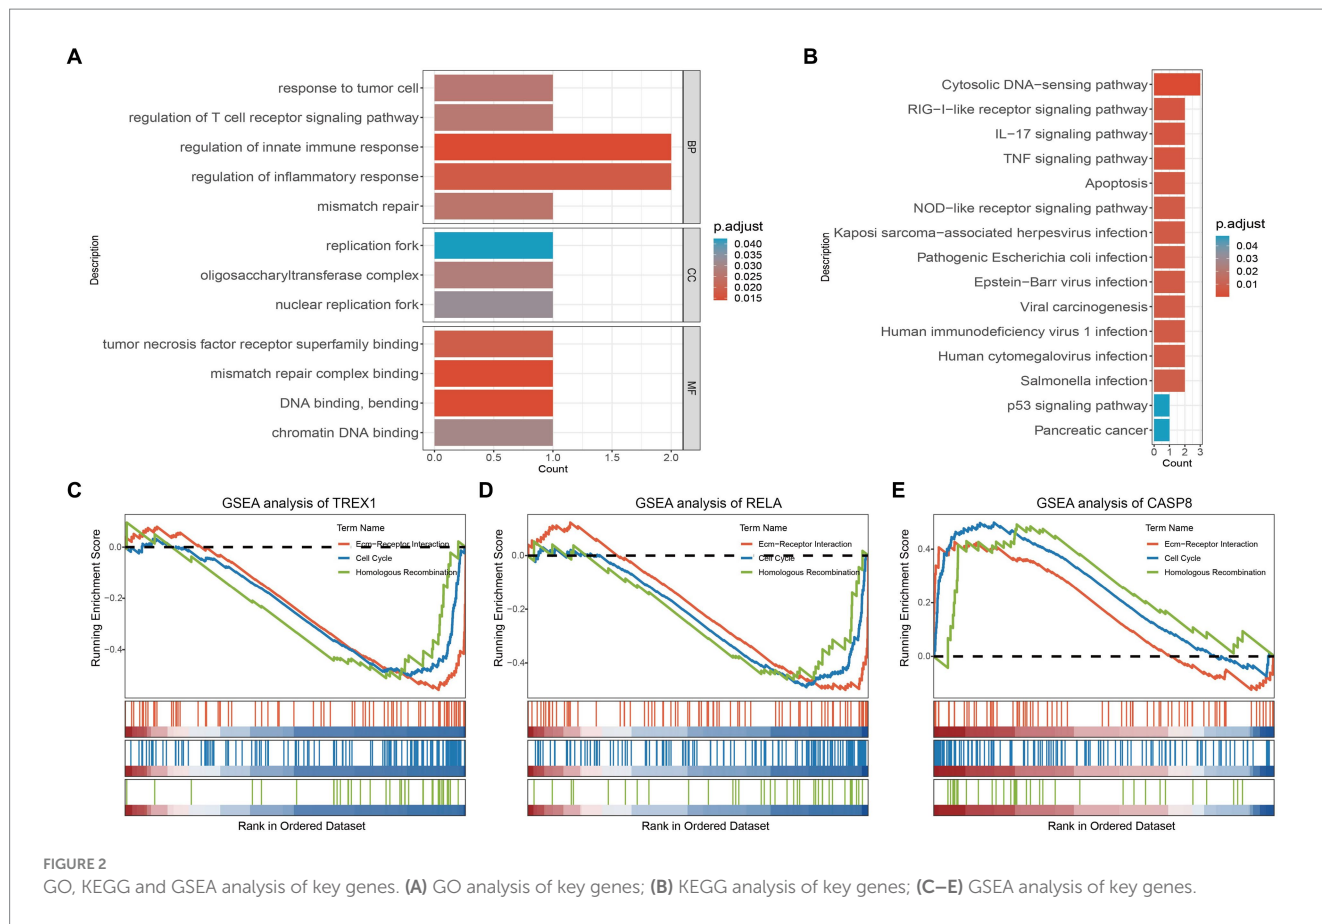 A
response to tumor cell
regulation of T cell receptor signaling pathway
regulation of innate immune response
regulation of inflammatory response
mismatch repair
replication fork
oligosaccharyltransferase complex
nuclear replication fork
tumor necrosis factor receptor superfamily binding
mismatch repair complex binding
DNA binding, bending
chromatin DNA binding
Description
BP
CC
MF
0.0 0.5 1.0 1.5 2.0
Count
p.adjust
0.040
0.035
0.030
0.025
0.020
0.015
B
Cytosolic DNA−sensing pathway
RIG−I−like receptor signaling pathway
IL−17 signaling pathway
TNF signaling pathway
Apoptosis
NOD−like receptor signaling pathway
Kaposi sarcoma−associated herpesvirus infection
Pathogenic Escherichia coli infection
Epstein−Barr virus infection
Viral carcinogenesis
Human immunodeficiency virus 1 infection
Human cytomegalovirus infection
Salmonella infection
p53 signaling pathway
Pancreatic cancer
Description
0 1 2 3
Count
p.adjust
0.04
0.03
0.02
0.01
C
GSEA analysis of TREX1
Running Enrichment Score
0.0
−0.2
−0.4
Term Name
Ecm−Receptor Interaction
Cell Cycle
Homologous Recombination
Rank in Ordered Dataset
D
GSEA analysis of RELA
Running Enrichment Score
0.0
−0.2
−0.4
Term Name
Ecm−Receptor Interaction
Cell Cycle
Homologous Recombination
Rank in Ordered Dataset
E
GSEA analysis of CASP8
Running Enrichment Score
0.4
0.2
0.0
Term Name
Ecm−Receptor Interaction
Cell Cycle
Homologous Recombination
Rank in Ordered Dataset
FIGURE 2
GO, KEGG and GSEA analysis of key genes. (A) GO analysis of key genes; (B) KEGG analysis of key genes; (C–E) GSEA analysis of key genes.